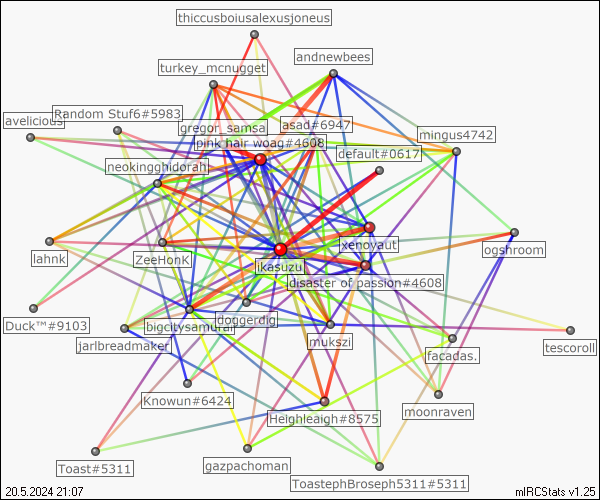 thiccusboiusalexusjoneus
andnewbees
turkey_mcnugget
avelicious
Random Stuf6#5983
gregor_samsa
asad#6947
mingus4742
pink hair woag#4608
default#0617
neokingghidorah
lahnk
ZeeHonk
xenoyaut
ogshroom
ikasuzu
disaster of passion#4608
Duck™#9103
bigcitysamurai
doggerdig
jarlbreadmaker
mukszi
facadas.
tescoroll
Knowun#6424
Heighleaigh#8575
moonraven
Toast#5311
gazpachoman
ToastephBroseph5311#5311
20.5.2024 21:07
mIRCStats v1.25